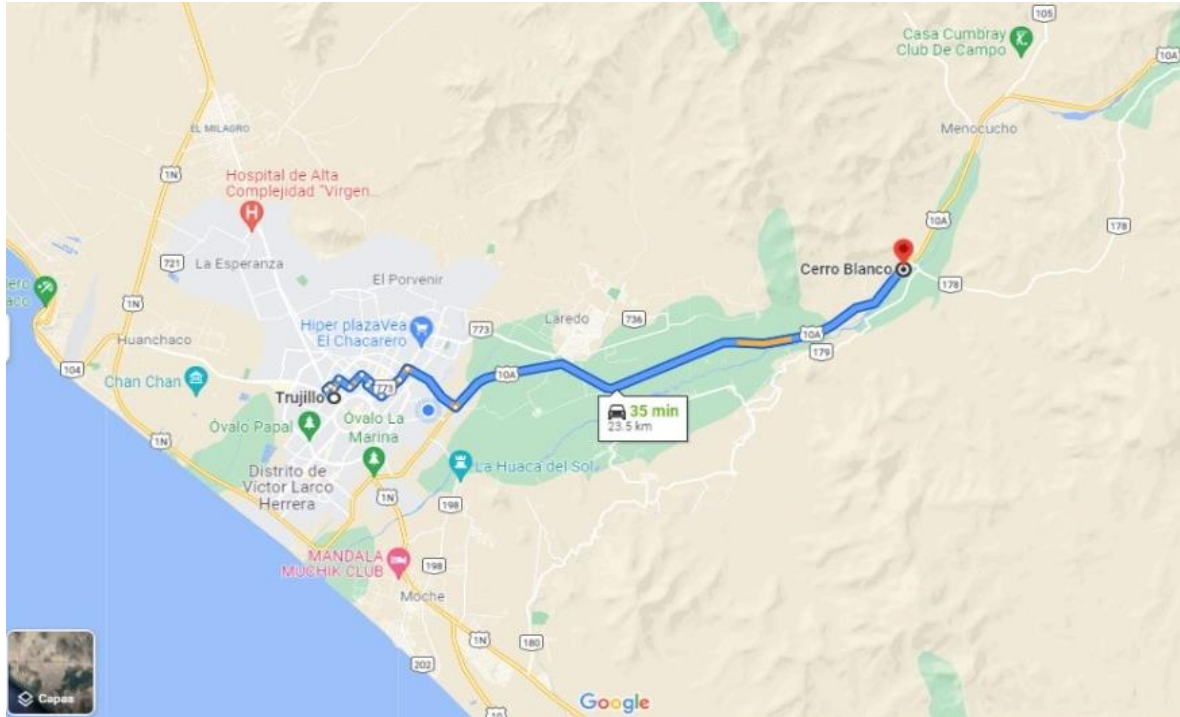 105
Casa Cumbray
Club De Campo
10A
EL MILAGRO
Menocucho
1N
Hospital de Alta
Complejidad "Virgen...
H
10A
178
La Esperanza
721
El Porvenir
Cerro Blanco
178
1N
Hiper plazaVea
El Chacarero
Laredo
736
773
Huanchaco
10A
179
104
Chan Chan
10A
773
Trujillo
35 min
23.5 km
Óvalo Papal
Óvalo La
Marina
1N
La Huaca del Sol
Distrito de
Víctor Larco
Herrera
1N
198
MANDALA
MUCHIK CLUB
198
Moche
1N
180
202
Capas
Google